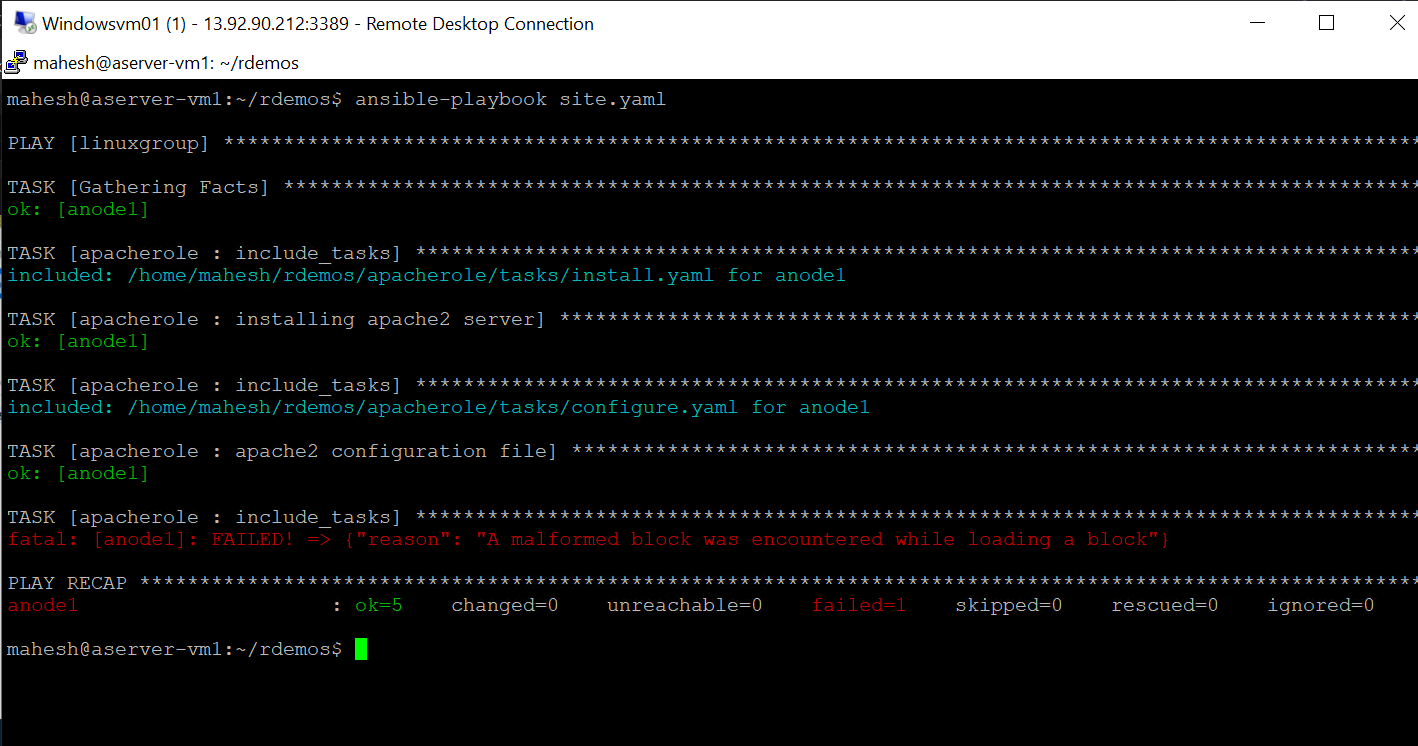 Windowsvm01 (1) - 13.92.90.212:3389 - Remote Desktop Connection
mahesh@aserver-vm1: ~/rdemos
mahesh@aserver-vm1:~/rdemos$ ansible-playbook site.yaml
PLAY [linuxgroup] ****************************************************************************************************
TASK [Gathering Facts] ***********************************************************************************************
ok: [anode1]
TASK [apacherole : include_tasks] ************************************************************************************
included: /home/mahesh/rdemos/apacherole/tasks/install.yaml for anode1
TASK [apacherole : installing apache2 server] ************************************************************************
ok: [anode1]
TASK [apacherole : include_tasks] ************************************************************************************
included: /home/mahesh/rdemos/apacherole/tasks/configure.yaml for anode1
TASK [apacherole : apache2 configuration file] ***********************************************************************
ok: [anode1]
TASK [apacherole : include_tasks] ************************************************************************************
fatal: [anode1]: FAILED! => {"reason": "A malformed block was encountered while loading a block"}
PLAY RECAP ***********************************************************************************************************
anode1 : ok=5 changed=0 unreachable=0 failed=1 skipped=0 rescued=0 ignored=0
mahesh@aserver-vm1:~/rdemos$